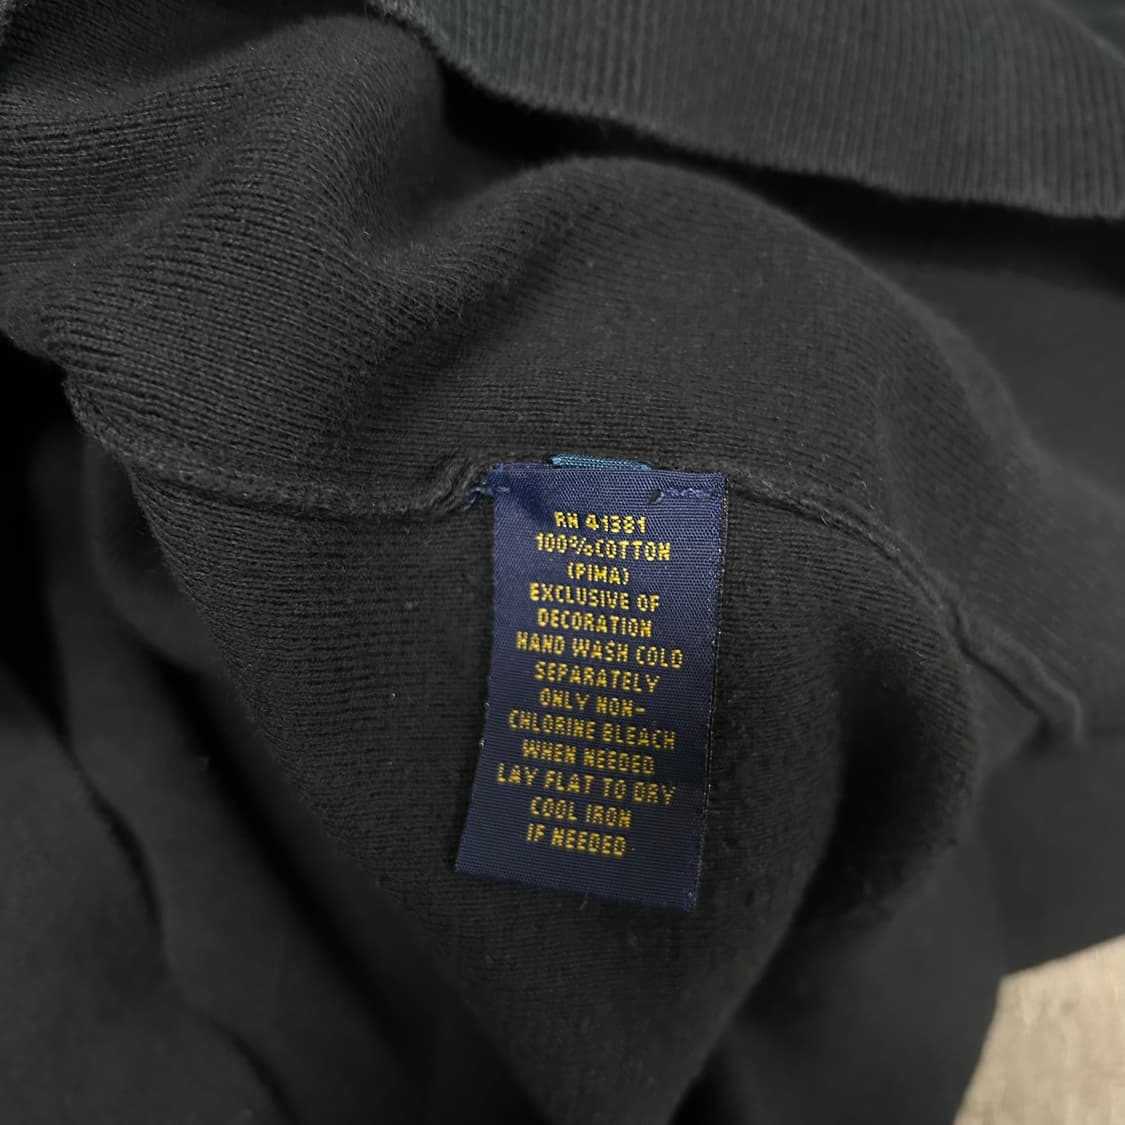 RN 41381
100% COTTON
(PIMA)
EXCLUSIVE OF
DECORATION
HAND WASH COLD
SEPARATELY
ONLY NON-
CHLORINE BLEACH
WHEN NEEDED
LAY FLAT TO DRY
COOL IRON
IF NEEDED